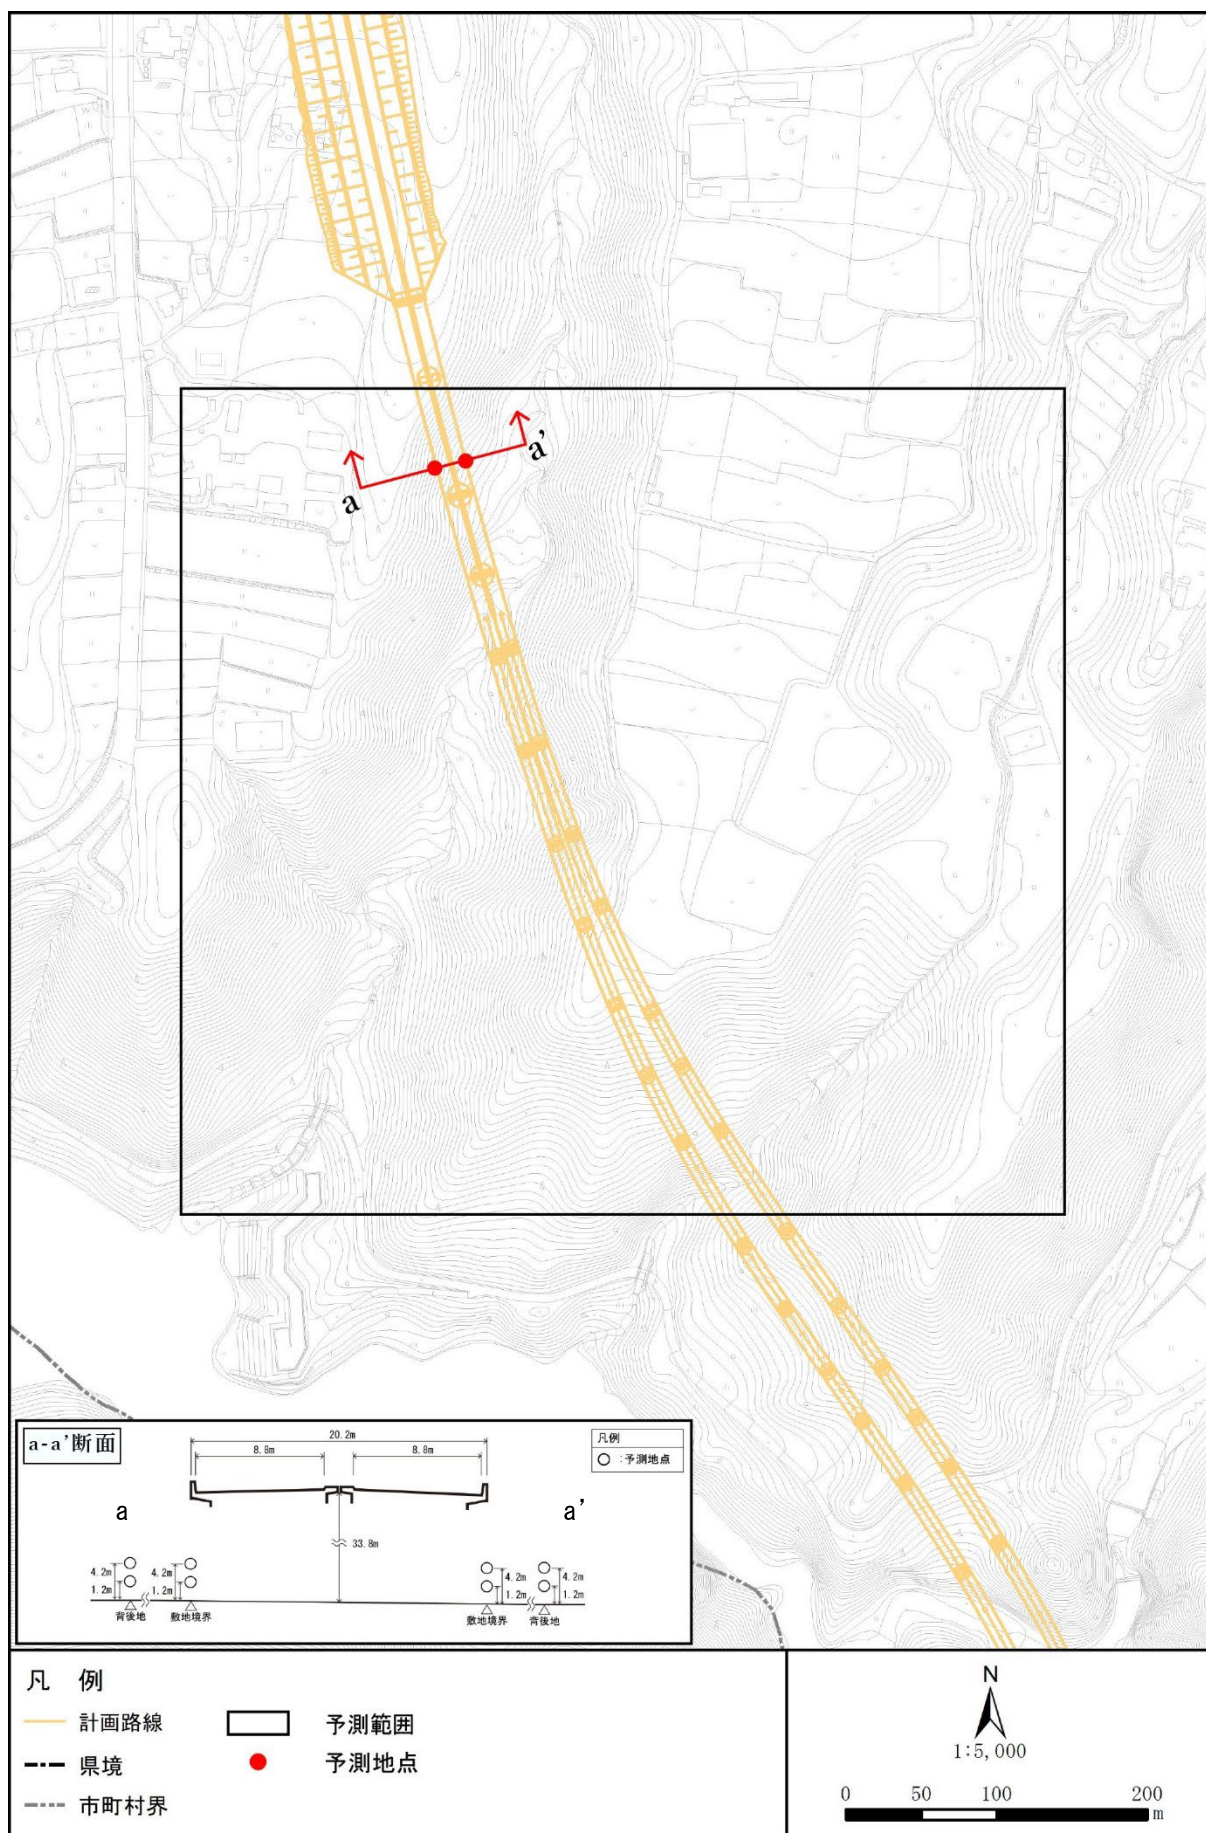 a
a’
a-a’断面
20.2m
8.8m
8.8m
凡例
:予測地点
a
a’
33.8m
4.2m
1.2m
4.2m
1.2m
4.2m
1.2m
4.2m
1.2m
背後地
敷地境界
敷地境界
背後地
凡 例
計画路線
予測範囲
県境
予測地点
市町村界
N
1:5,000
0 50 100 200
m